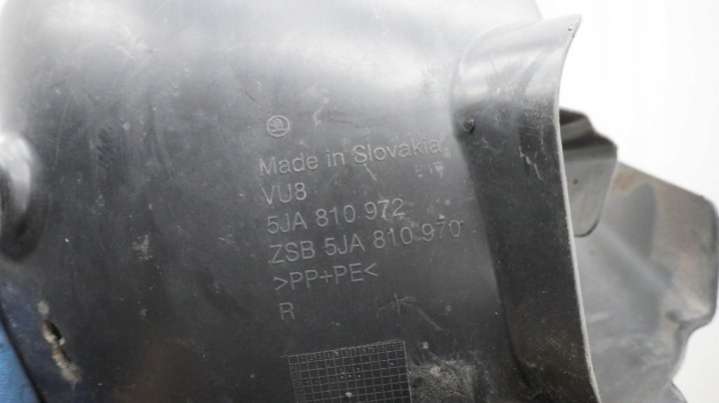 Made in Slovakia
VU8
5JA 810 972
ZSB 5JA 810 970
>PP+PE<
R